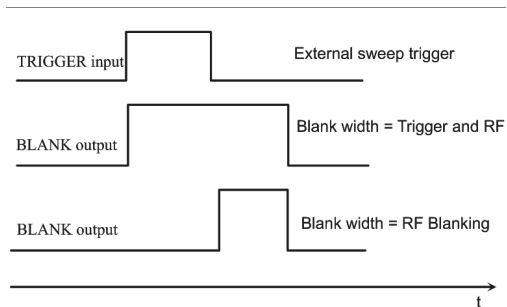 TRIGGER input
External sweep trigger
BLANK output
Blank width = Trigger and RF
BLANK output
Blank width = RF Blanking
t